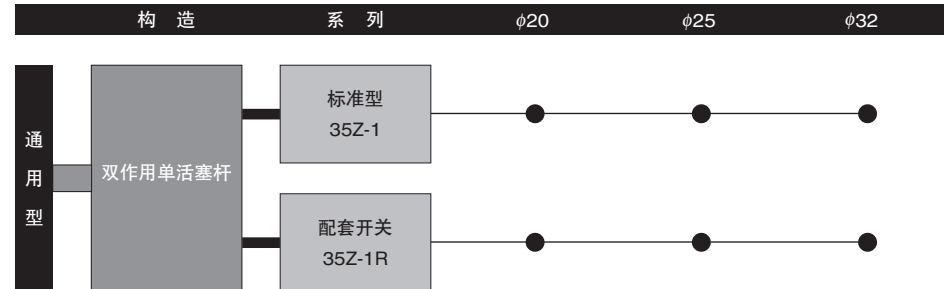 构 造 系 列 φ20 φ25 φ32
通用型
双作用单活塞杆
标准型
35Z-1
配套开关
35Z-1R